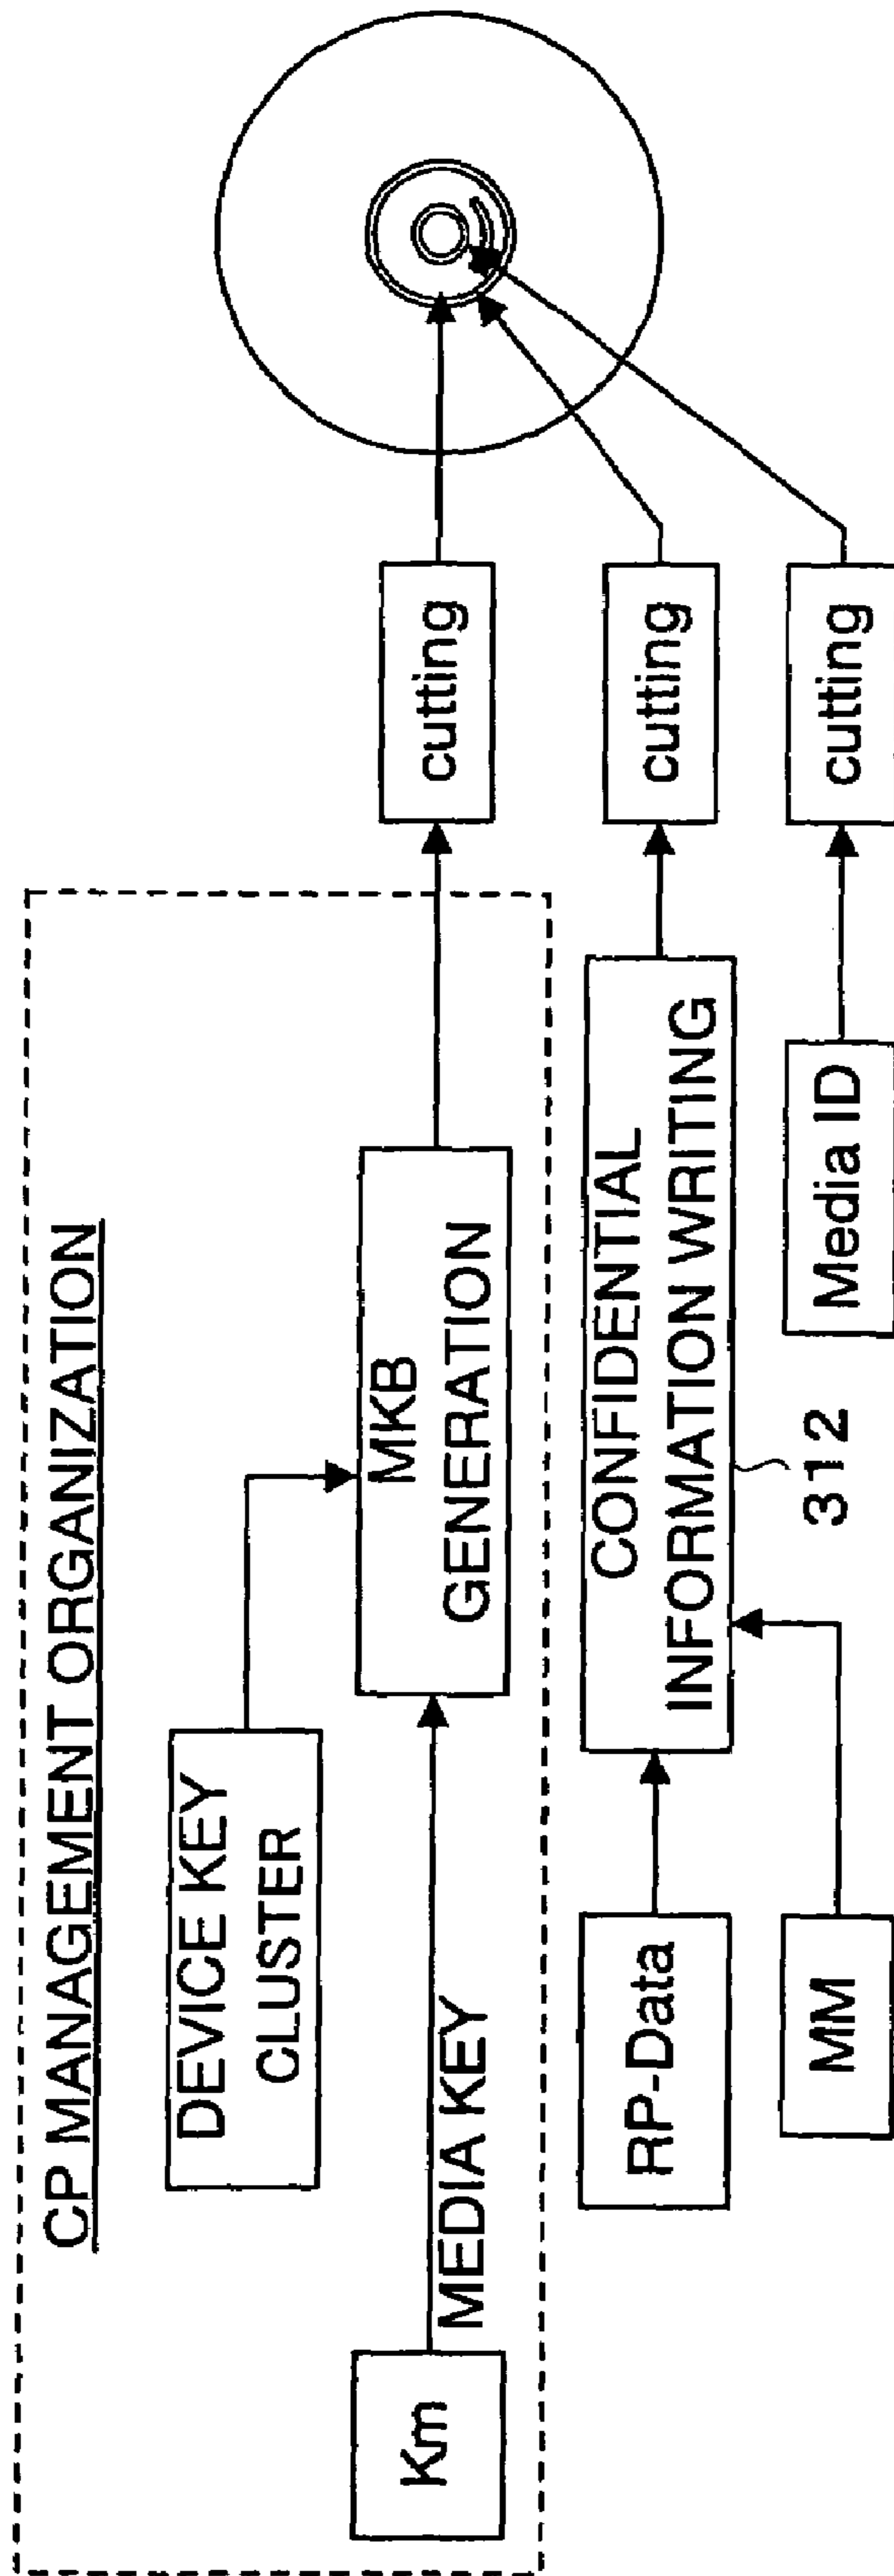 CP MANAGEMENT ORGANIZATION
DEVICE KEY
CLUSTER
Km
MEDIA KEY
MKB
GENERATION
cutting
RP-Data
CONFIDENTIAL
INFORMATION WRITING
cutting
312
MM
Media ID
cutting